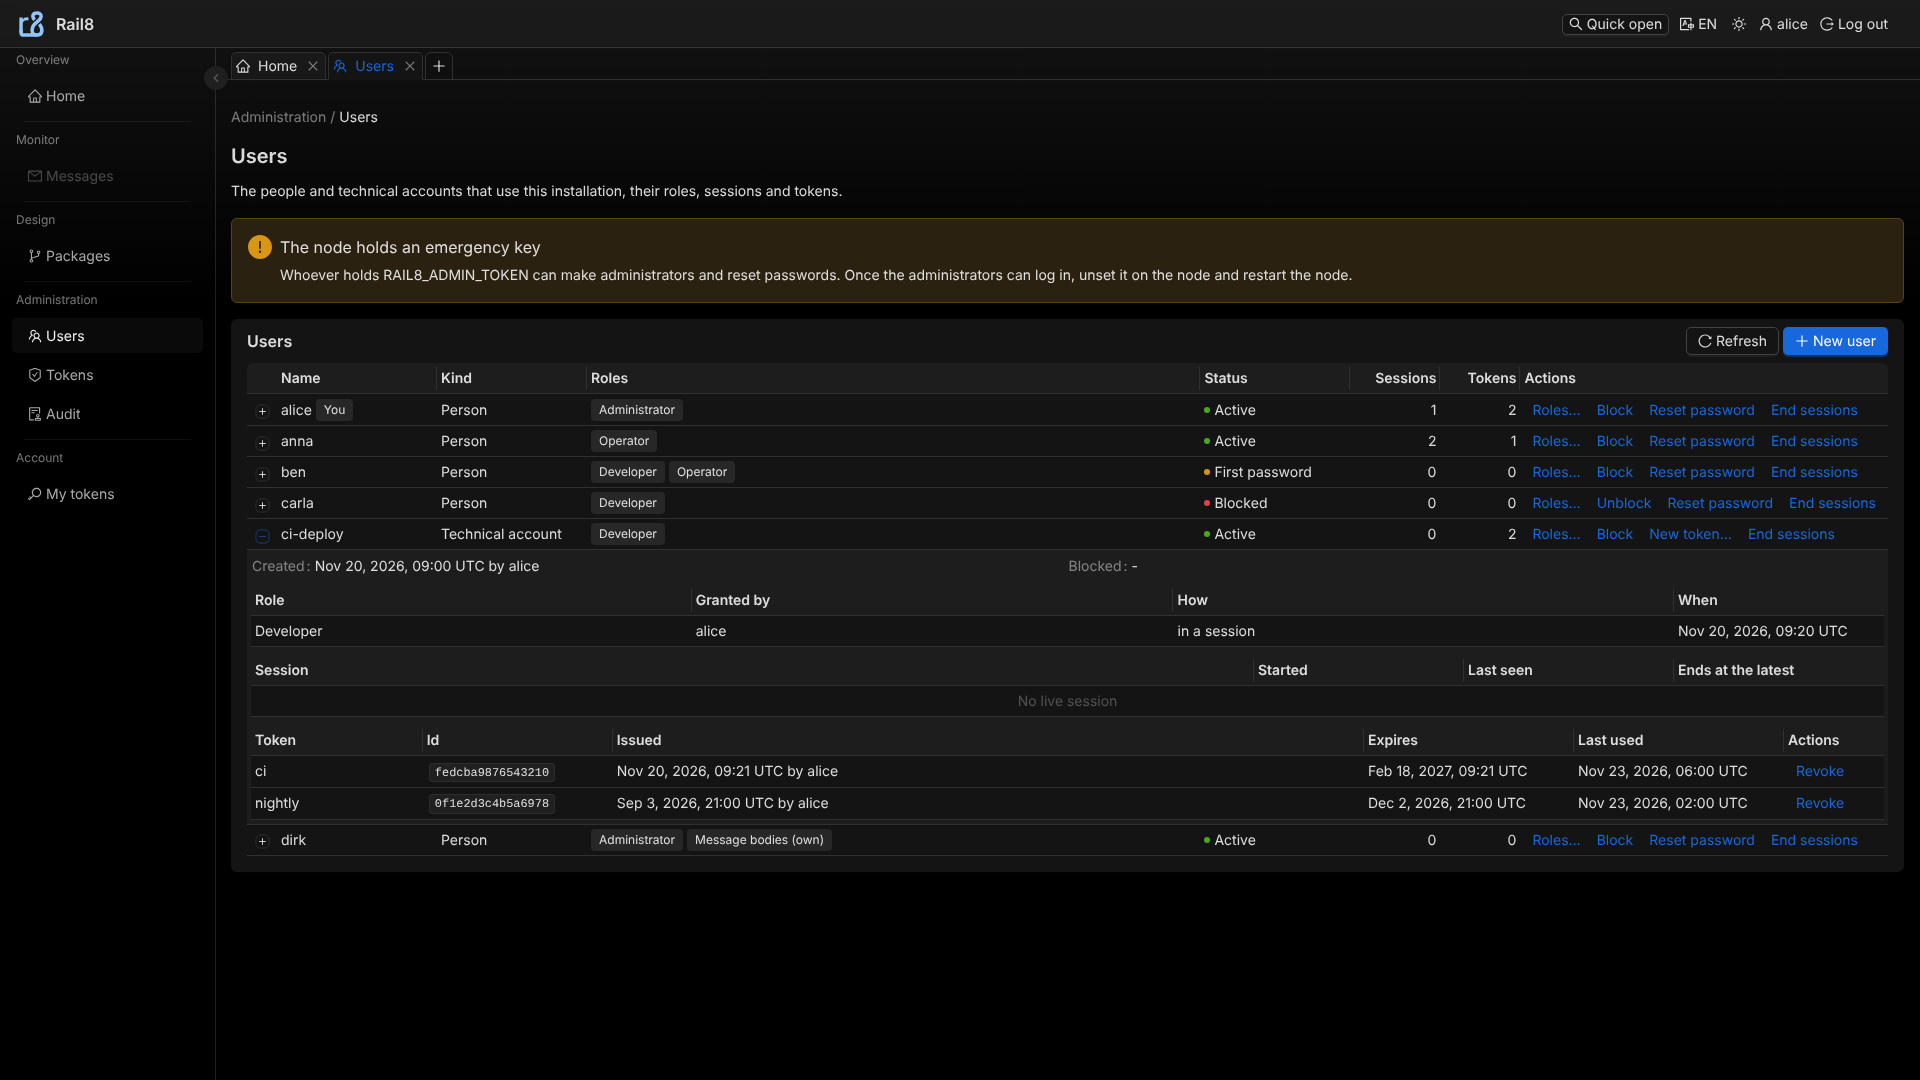 Rail8
Quick open
EN
alice
Log out
Overview
Home
Monitor
Messages
Design
Packages
Administration
Users
Tokens
Audit
Account
My tokens
Home
Users
Administration / Users
Users
The people and technical accounts that use this installation, their roles, sessions and tokens.
The node holds an emergency key
Whoever holds RAIL8_ADMIN_TOKEN can make administrators and reset passwords. Once the administrators can log in, unset it on the node and restart the node.
Users
Refresh
New user
Name Kind Roles Status Sessions Tokens Actions
alice You Person Administrator Active 1 2 Roles... Block Reset password End sessions
anna Person Operator Active 2 1 Roles... Block Reset password End sessions
ben Person Developer Operator First password 0 0 Roles... Block Reset password End sessions
carla Person Developer Blocked 0 0 Roles... Unblock Reset password End sessions
ci-deploy Technical account Developer Active 0 2 Roles... Block New token... End sessions
Created: Nov 20, 2026, 09:00 UTC by alice Blocked: -
Role Granted by How When
Developer alice in a session Nov 20, 2026, 09:20 UTC
Session Started Last seen Ends at the latest
No live session
Token Id Issued Expires Last used Actions
ci fedcba9876543210 Nov 20, 2026, 09:21 UTC by alice Feb 18, 2027, 09:21 UTC Nov 23, 2026, 06:00 UTC Revoke
nightly 0f1e2d3c4b5a6978 Sep 3, 2026, 21:00 UTC by alice Dec 2, 2026, 21:00 UTC Nov 23, 2026, 02:00 UTC Revoke
dirk Person Administrator Message bodies (own) Active 0 0 Roles... Block Reset password End sessions